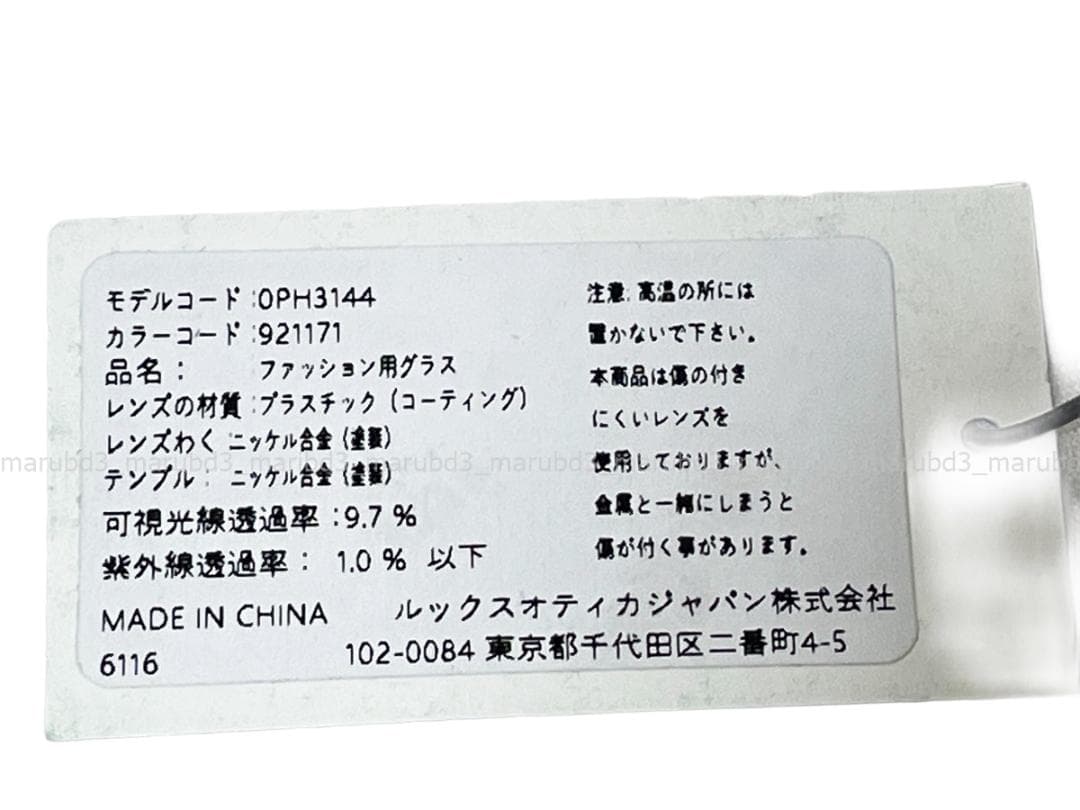 モデルコード :0PH3144
カラーコード :921171
品名： ファッション用グラス
レンズの材質 :プラスチック (コーティング)
レンズわく ニッケル合金 (塗装)
テンプル： ニッケル合金 (塗装)
可視光線透過率 :9.7 %
紫外線透過率： 1.0 % 以下
MADE IN CHINA
6116
注意. 高温の所には
置かないで下さい。
本商品は傷の付き
にくいレンズを
使用しておりますが、
金属と一緒にしまうと
傷が付く事があります。
ルックスオティカジャパン株式会社
102-0084 東京都千代田区二番町4-5
marubd3_marubd3_marubd3_marubd3_marubd3_marubd3_marubd3_marubd3_marub